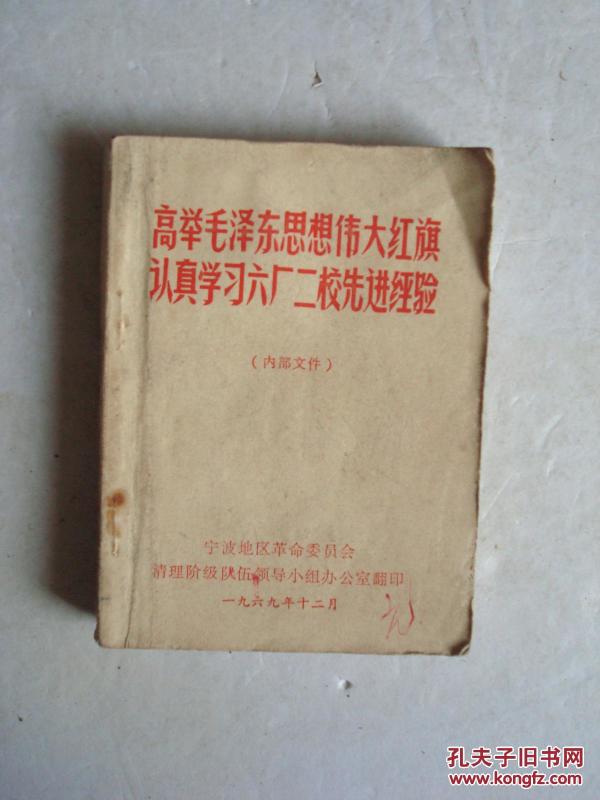 高举毛泽东思想伟大红旗
认真学习六厂二校先进经验
（内部文件）
宁波地区革命委员会
清理阶级队伍领导小组办公室翻印
一九六九年十二月
孔夫子旧书网
www.kongfz.com